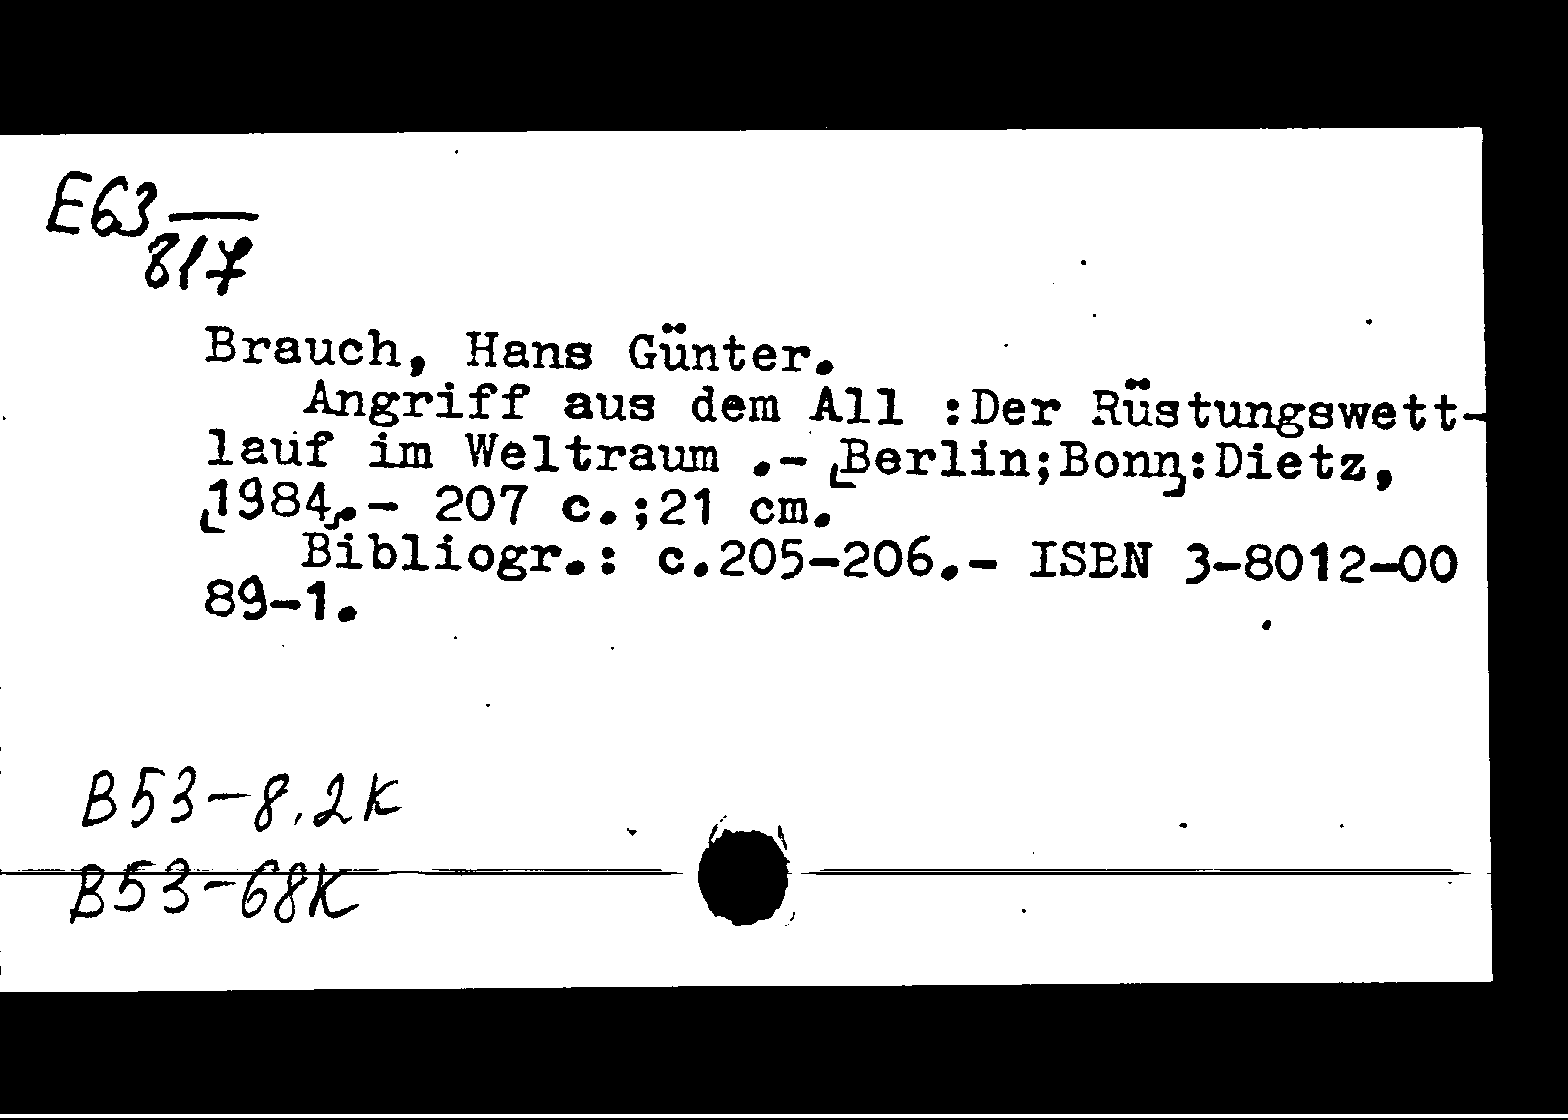 E63 —
817
Brauch, Hans Günter.
Angriff aus dem All :Der Rüstungswett-
lauf im Weltraum .- [Berlin;Bonn]:Dietz,
[1984].- 207 c.;21 cm.
Bibliogr.: c.205-206.- ISBN 3-8012-00
89-1.
B53-8.2K
B53-68K